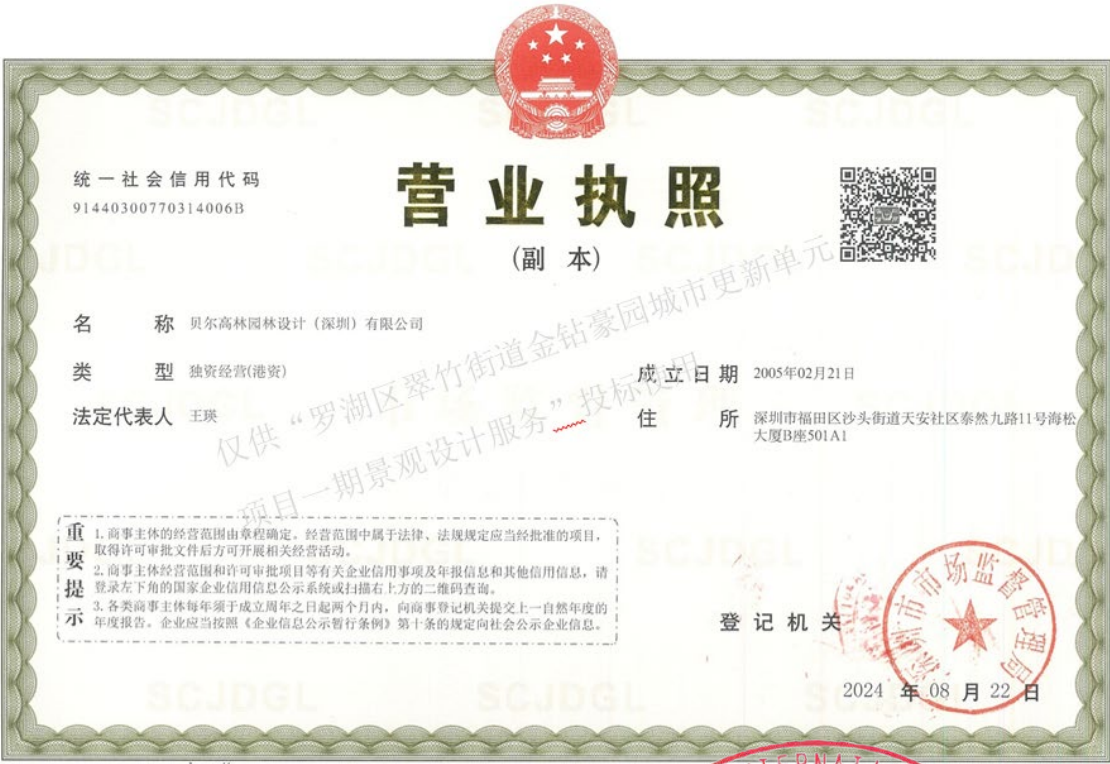 统一社会信用代码
91440300770314006B
营业执照
(副 本)
名 称 贝尔高林园林设计（深圳）有限公司
类 型 独资经营(港资)
法定代表人 王瑛
成立日期 2005年02月21日
住 所 深圳市福田区沙头街道天安社区泰然九路11号海松
大厦B座501A1
仅供“罗湖区翠竹街道金钻豪园城市更新单元
项目一期景观设计服务”投标使用
重要提示
1.商事主体的经营范围由章程确定。经营范围中属于法律、法规规定应当经批准的项目，
取得许可审批文件后方可开展相关经营活动。
2.商事主体经营范围和许可审批项目等有关企业信用事项及年报信息和其他信用信息，请
登录左下角的国家企业信用信息公示系统或扫描右上方的二维码查询。
3.各类商事主体每年须于成立周年之日起两个月内，向商事登记机关提交上一自然年度的
年度报告。企业应当按照《企业信息公示暂行条例》第十条的规定向社会公示企业信息。
登记机关
深圳市市场监督管理局
2024 年 08 月 22 日
SCJDGL